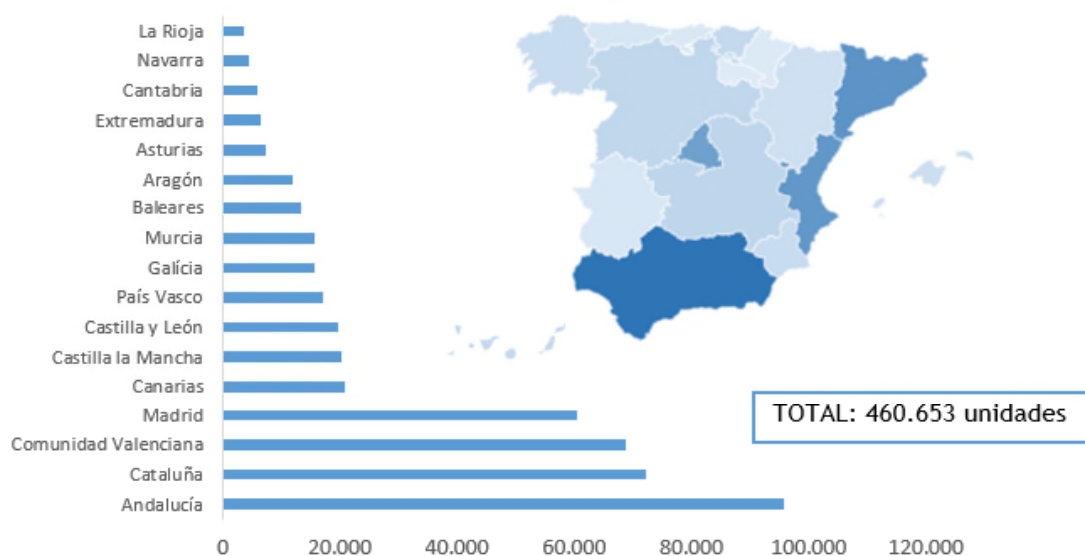 La Rioja
Navarra
Cantabria
Extremadura
Asturias
Aragón
Baleares
Murcia
Galícia
País Vasco
Castilla y León
Castilla la Mancha
Canarias
Madrid
Comunidad Valenciana
Cataluña
Andalucía
TOTAL: 460.653 unidades
0 20.000 40.000 60.000 80.000 100.000 120.000